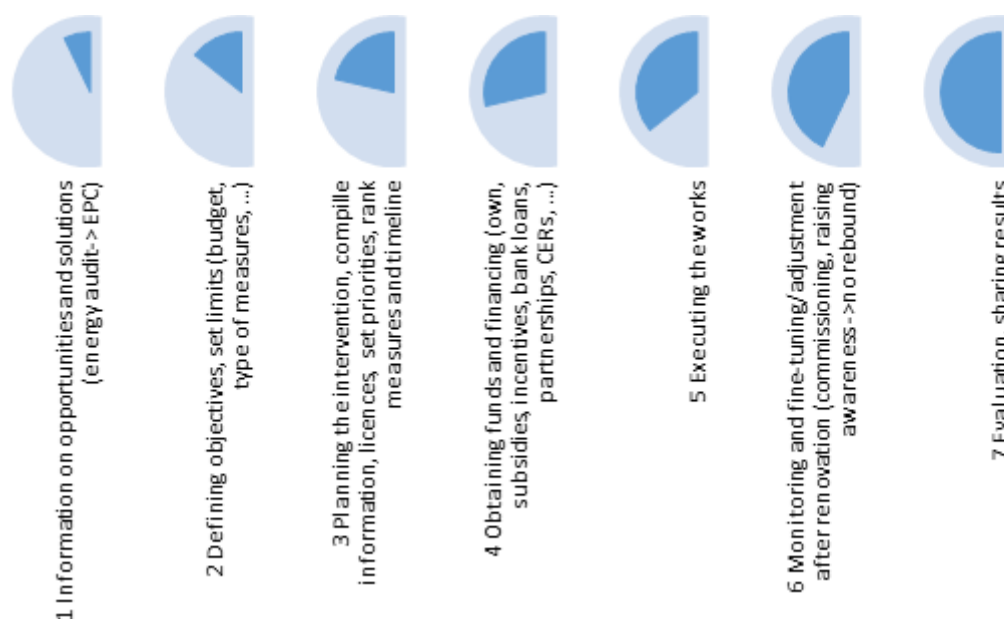 1 Information on opportunities and solutions
(energy audit-> EPC)
2 Defining objectives, set limits (budget,
type of measures, ...)
3 Planning the intervention, compille
information, licences, set priorities, rank
measures and timeline
4 Obtaining funds and financing (own,
subsidies, incentives, bank loans,
partnerships, CERs, ...)
5 Executing the works
6 Monitoring and fine-tuning/adjustment
after renovation (commissioning, raising
awareness->no rebound)
7 Evaluation, sharing results